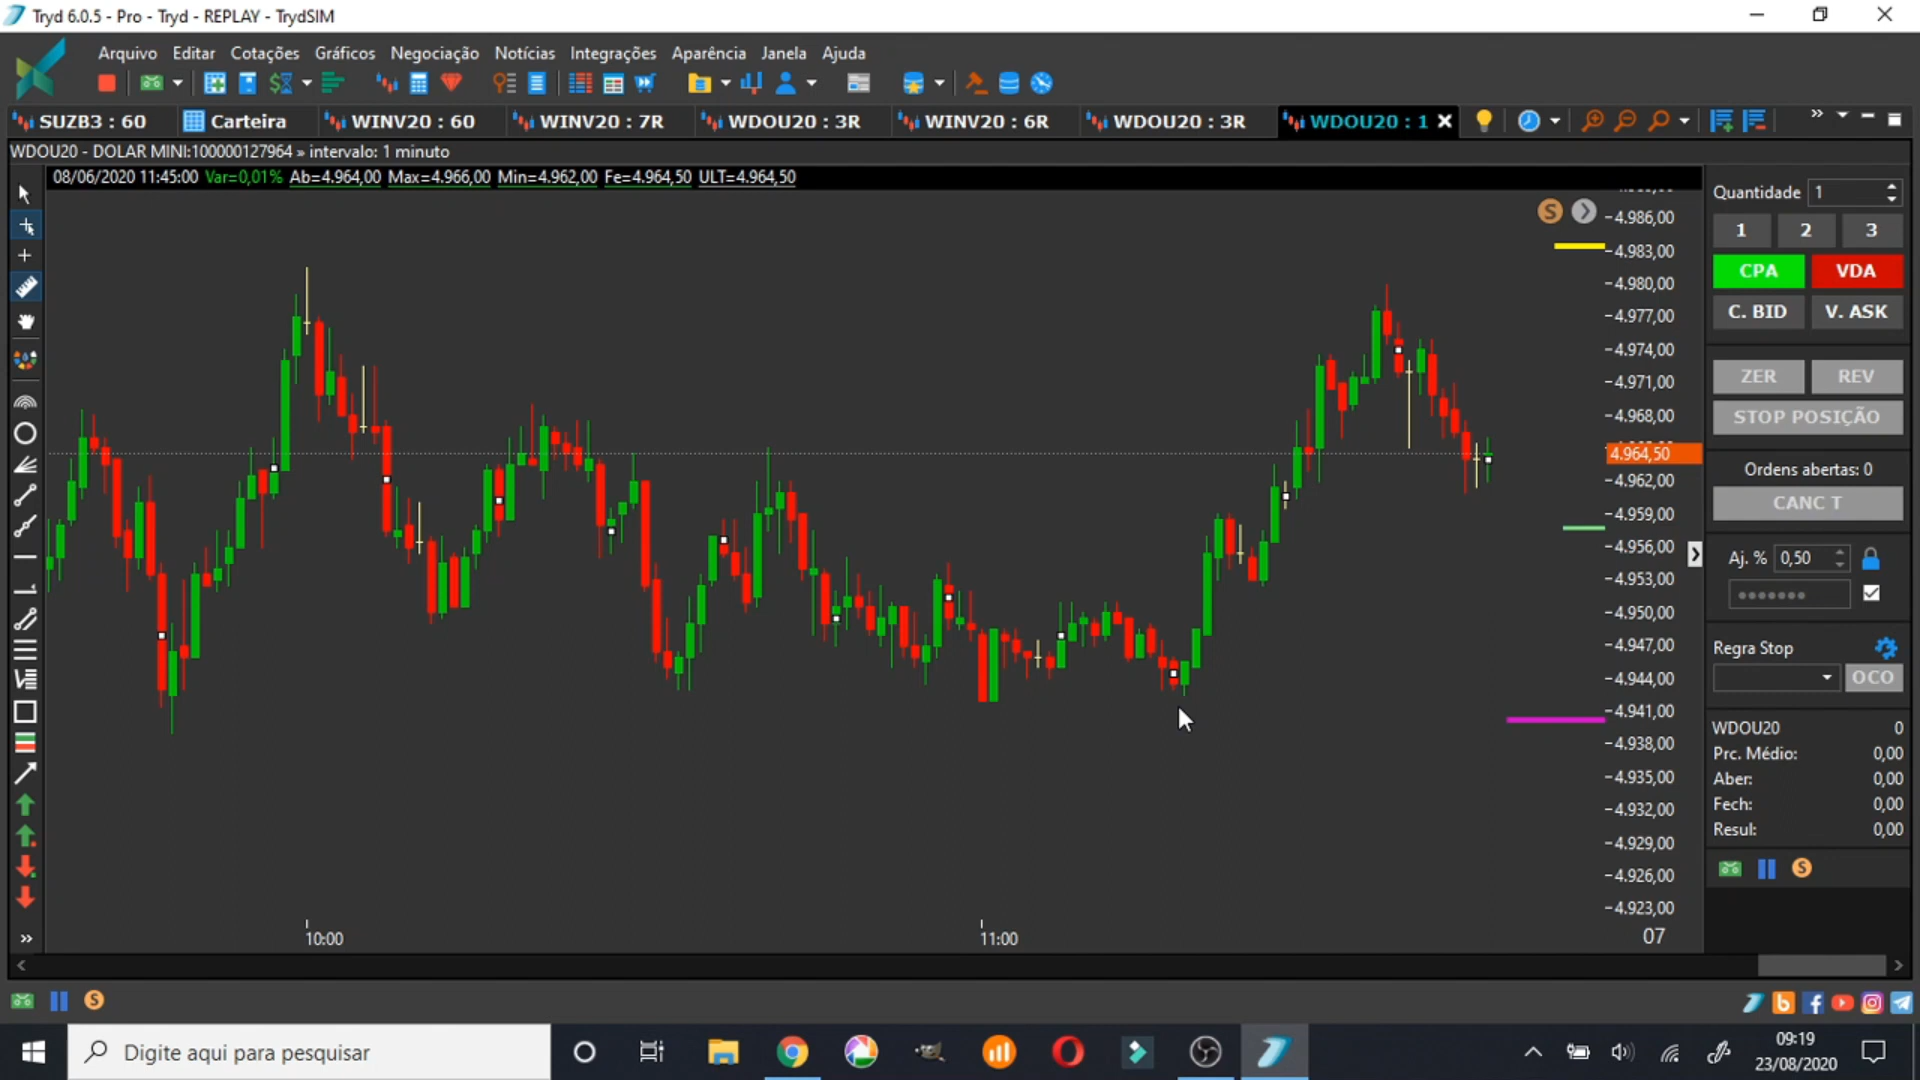 Tryd 6.0.5 - Pro - Tryd - REPLAY - TrydSIM
Arquivo Editar Cotações Gráficos Negociação Notícias Integrações Aparência Janela Ajuda
SUZB3 : 60 Carteira WINV20 : 60 WINV20 : 7R WDOU20 : 3R WINV20 : 6R WDOU20 : 3R WDOU20 : 1
WDOU20 - DOLAR MINI:100000127964 » intervalo: 1 minuto
08/06/2020 11:45:00 Var=0,01% Ab=4.964,00 Max=4.966,00 Min=4.962,00 Fe=4.964,50 ULT=4.964,50
4.986,00
4.983,00
4.980,00
4.977,00
4.974,00
4.971,00
4.968,00
4.964,50
4.962,00
4.959,00
4.956,00
4.953,00
4.950,00
4.947,00
4.944,00
4.941,00
4.938,00
4.935,00
4.932,00
4.929,00
4.926,00
4.923,00
10:00 11:00 07
Quantidade 1
1 2 3
CPA VDA
C. BID V. ASK
ZER REV
STOP POSIÇÃO
Ordens abertas: 0
CANC T
Aj. % 0,50
Regra Stop
OCO
WDOU20 0
Prc. Médio: 0,00
Aber: 0,00
Fech: 0,00
Resul: 0,00
Digite aqui para pesquisar
09:19
23/08/2020